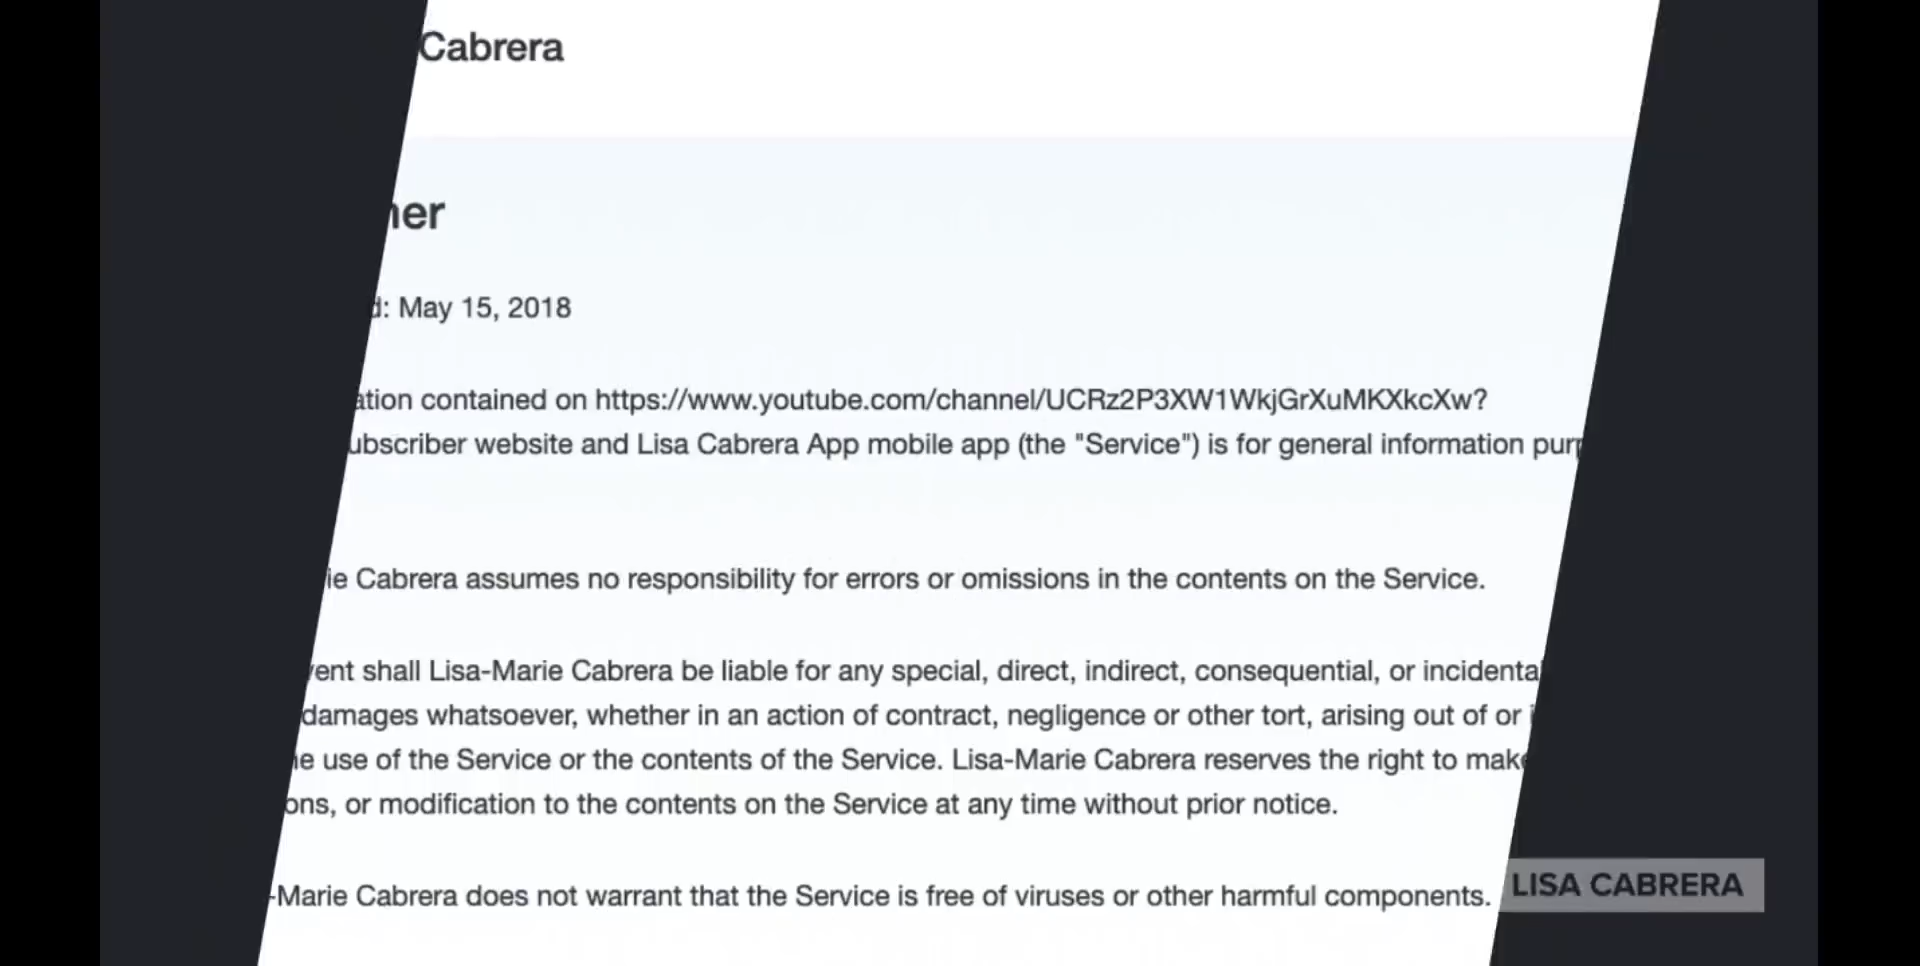 Cabrera
ner
d: May 15, 2018
ation contained on https://www.youtube.com/channel/UCRz2P3XW1WkjGrXuMKXkcXw?
ubscriber website and Lisa Cabrera App mobile app (the "Service") is for general information purp
ie Cabrera assumes no responsibility for errors or omissions in the contents on the Service.
vent shall Lisa-Marie Cabrera be liable for any special, direct, indirect, consequential, or incidental
damages whatsoever, whether in an action of contract, negligence or other tort, arising out of or i
e use of the Service or the contents of the Service. Lisa-Marie Cabrera reserves the right to make
ons, or modification to the contents on the Service at any time without prior notice.
-Marie Cabrera does not warrant that the Service is free of viruses or other harmful components.
LISA CABRERA